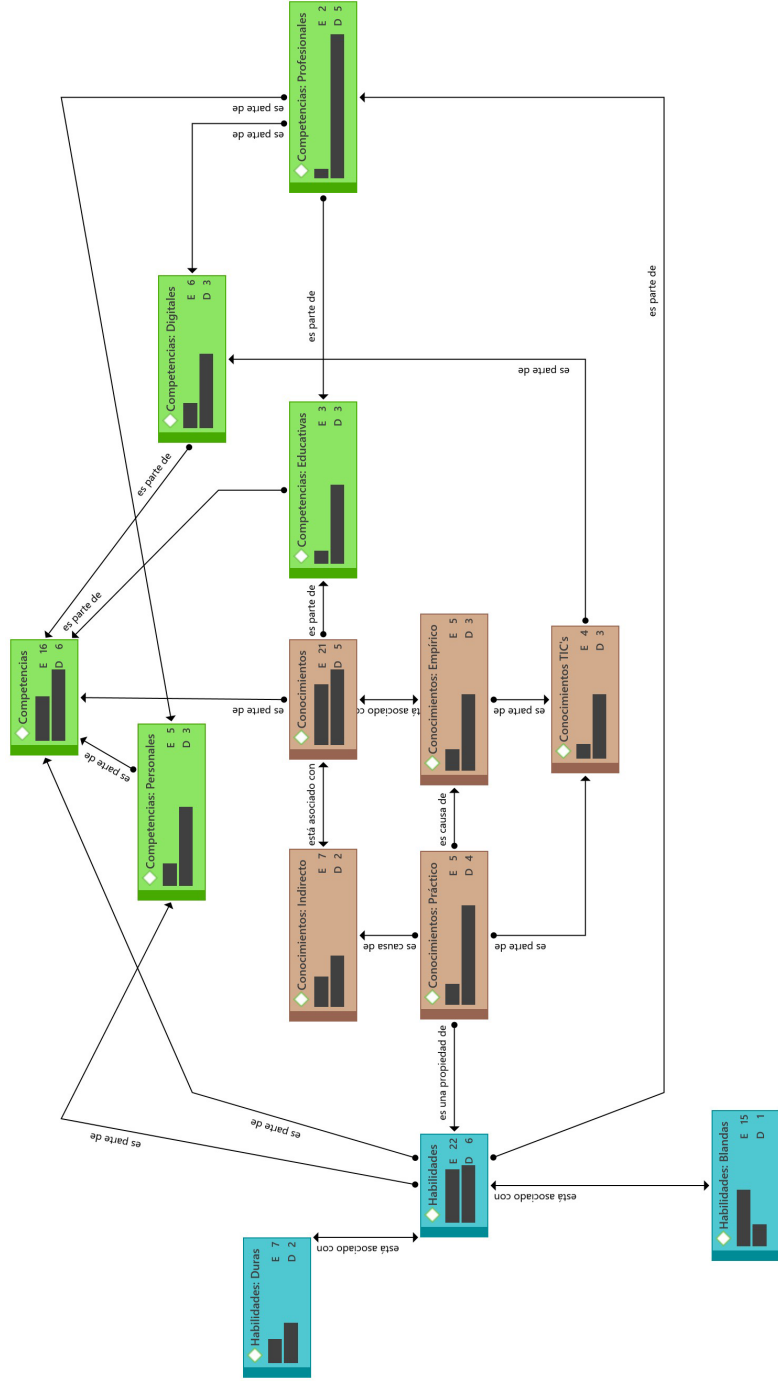 Competencias
E 16
D 6
es parte de
es parte de
es parte de
Competencias: Personales
E 5
D 3
Competencias: Digitales
E 6
D 3
es parte de
es parte de
es parte de
es parte de
es parte de
Habilidades: Duras
E 7
D 2
Conocimientos: Indirecto
E 7
D 2
está asociado con
Conocimientos
E 21
D 5
es parte de
Competencias: Educativas
E 3
D 3
es parte de
Competencias: Profesionales
E 2
D 5
está asociado con
es causa de
tá asociado co
Habilidades
E 22
D 6
es una propiedad de
Conocimientos: Práctico
E 5
D 4
es causa de
Conocimientos: Empírico
E 5
D 3
es parte de
es parte de
es parte de
Conocimientos TIC's
E 4
D 3
está asociado con
es parte de
Habilidades: Blandas
E 15
D 1